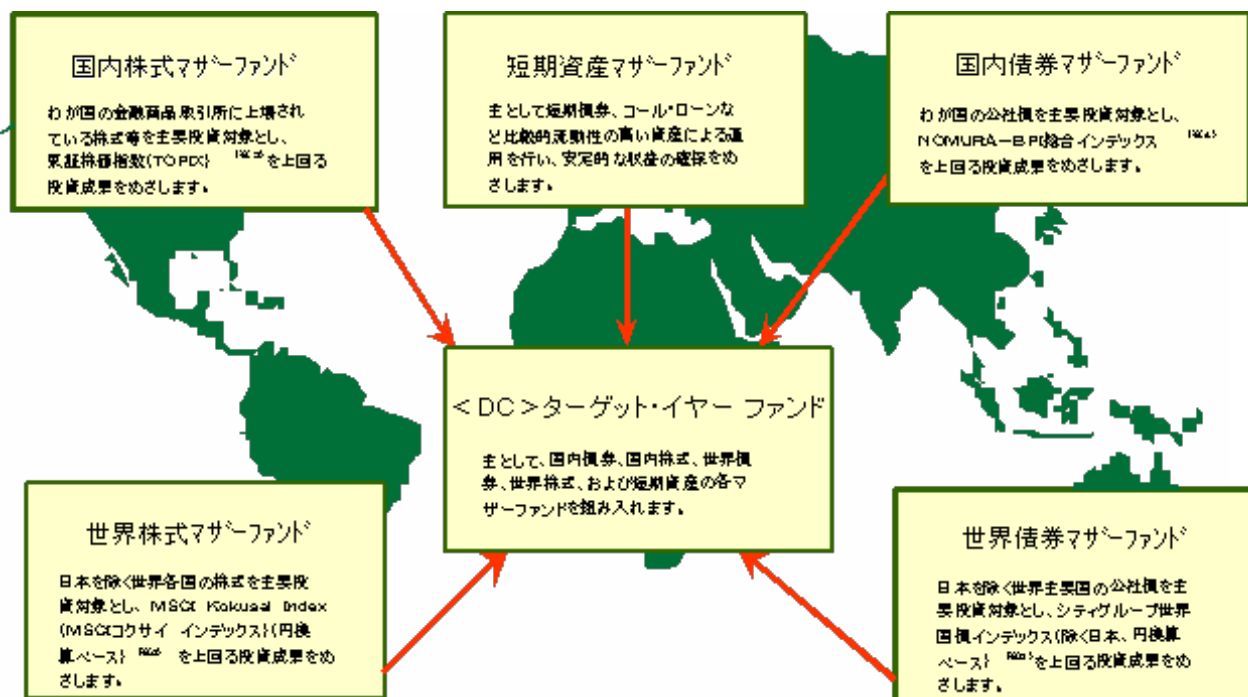 国内株式マザーファンド
わが国の金融商品取引所に上場され
ている株式等を主要投資対象とし、
東証株価指数(TOPIX) を上回る
投資成果をめざします。
短期資産マザーファンド
主として短期債券、コール・ローンな
ど比較的流動性の高い資産による運
用を行い、安定的な収益の確保をめ
ざします。
国内債券マザーファンド
わが国の公社債を主要投資対象とし、
NOMURA-BPI総合インデックス
を上回る投資成果をめざします。
<DC>ターゲット・イヤー ファンド
主として、国内債券、国内株式、世界債
券、世界株式、および短期資産の各マ
ザーファンドを組み入れます。
世界株式マザーファンド
日本を除く世界各国の株式を主要投
資対象とし、MSCI Kokusai Index
(MSCIコクサイ インデックス)(円換
算ベース) を上回る投資成果をめ
ざします。
世界債券マザーファンド
日本を除く世界主要国の公社債を主
要投資対象とし、シティグループ世界
国債インデックス(除く日本、円換算
ベース) を上回る投資成果をめ
ざします。